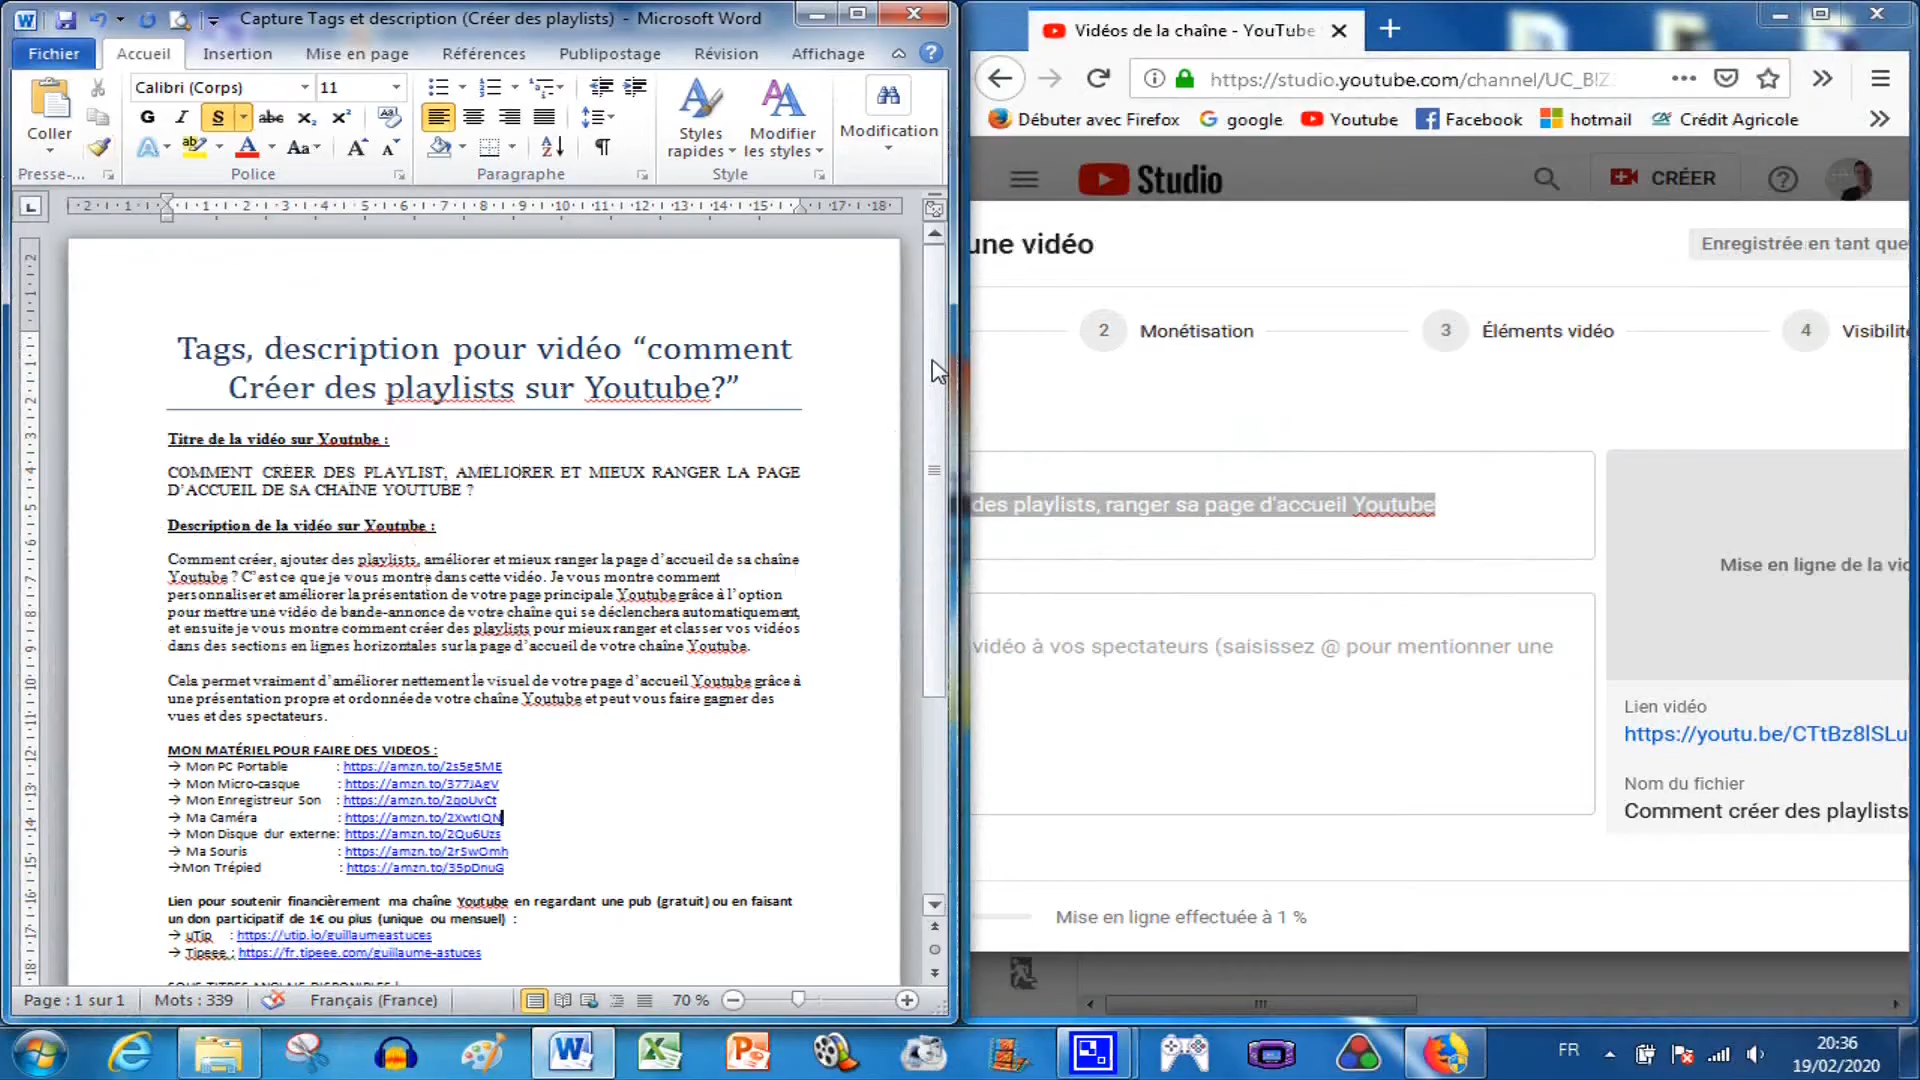 Capture Tags et description (Créer des playlists) - Microsoft Word
Fichier
Accueil
Insertion
Mise en page
Références
Publipostage
Révision
Affichage
Coller
Calibri (Corps)
11
G I S abc x₂ x²
Aa
Styles rapides
Modifier les styles
Modification
Presse-...
Police
Paragraphe
Style
Tags, description pour vidéo “comment
Créer des playlists sur Youtube?”
Titre de la vidéo sur Youtube :
COMMENT CRÉER DES PLAYLIST, AMÉLIORER ET MIEUX RANGER LA PAGE
D’ACCUEIL DE SA CHAÎNE YOUTUBE ?
Description de la vidéo sur Youtube :
Comment créer, ajouter des playlists, améliorer et mieux ranger la page d’accueil de sa chaîne
Youtube ? C’est ce que je vous montre dans cette vidéo. Je vous montre comment
personnaliser et améliorer la présentation de votre page principale Youtube grâce à l’option
pour mettre une vidéo de bande-annonce de votre chaîne qui se déclenchera automatiquement,
et ensuite je vous montre comment créer des playlists pour mieux ranger et classer vos vidéos
dans des sections en lignes horizontales sur la page d’accueil de votre chaîne Youtube.
Cela permet vraiment d’améliorer nettement le visuel de votre page d’accueil Youtube grâce à
une présentation propre et ordonnée de votre chaîne Youtube et peut vous faire gagner des
vues et des spectateurs.
MON MATÉRIEL POUR FAIRE DES VIDEOS :
→ Mon PC Portable : https://amzn.to/2s5g5ME
→ Mon Micro-casque : https://amzn.to/377JAgV
→ Mon Enregistreur Son : https://amzn.to/2qoUvCt
→ Ma Caméra : https://amzn.to/2XwtIQN
→ Mon Disque dur externe: https://amzn.to/2Qu6Uzs
→ Ma Souris : https://amzn.to/2rSwOmh
→Mon Trépied : https://amzn.to/35pDnuG
Lien pour soutenir financièrement ma chaîne Youtube en regardant une pub (gratuit) ou en faisant
un don participatif de 1€ ou plus (unique ou mensuel) :
→ uTip : https://utip.io/guillaumeastuces
→ Tipeee : https://fr.tipeee.com/guillaume-astuces
Page : 1 sur 1
Mots : 339
Français (France)
70 %
Vidéos de la chaîne - YouTube
https://studio.youtube.com/channel/UC_B
Débuter avec Firefox
google
Youtube
Facebook
hotmail
Crédit Agricole
Studio
CRÉER
une vidéo
Enregistrée en tant que
2 Monétisation
3 Éléments vidéo
4 Visibilité
des playlists, ranger sa page d'accueil Youtube
vidéo à vos spectateurs (saisissez @ pour mentionner une
Mise en ligne de la
Lien vidéo
https://youtu.be/CTtBz8lSLu
Nom du fichier
Comment créer des playlists
Mise en ligne effectuée à 1 %
FR
20:36
19/02/2020